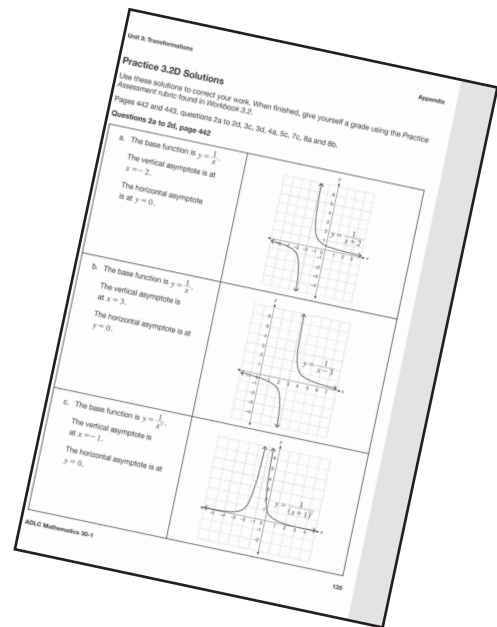 Unit 3: Transformations
Appendix
Practice 3.2D Solutions
Use these solutions to correct your work. When finished, give yourself a grade using the Practice
Assessment rubric found in Workbook 3.2.
Pages 442 and 443, questions 2a to 2d, 3c, 3d, 4a, 5c, 7c, 8a and 8b.
Questions 2a to 2d, page 442
a. The base function is y = 1/x.
The vertical asymptote is at
x = −2.
The horizontal asymptote
is at y = 0.
y = 1/(x + 2)
b. The base function is y = 1/x.
The vertical asymptote is
at x = 3.
The horizontal asymptote is at
y = 0.
y = 1/(x − 3)
c. The base function is y = 1/x².
The vertical asymptote is
at x = −1.
The horizontal asymptote is at
y = 0.
y = 1/(x + 1)²
ADLC Mathematics 30-1
135